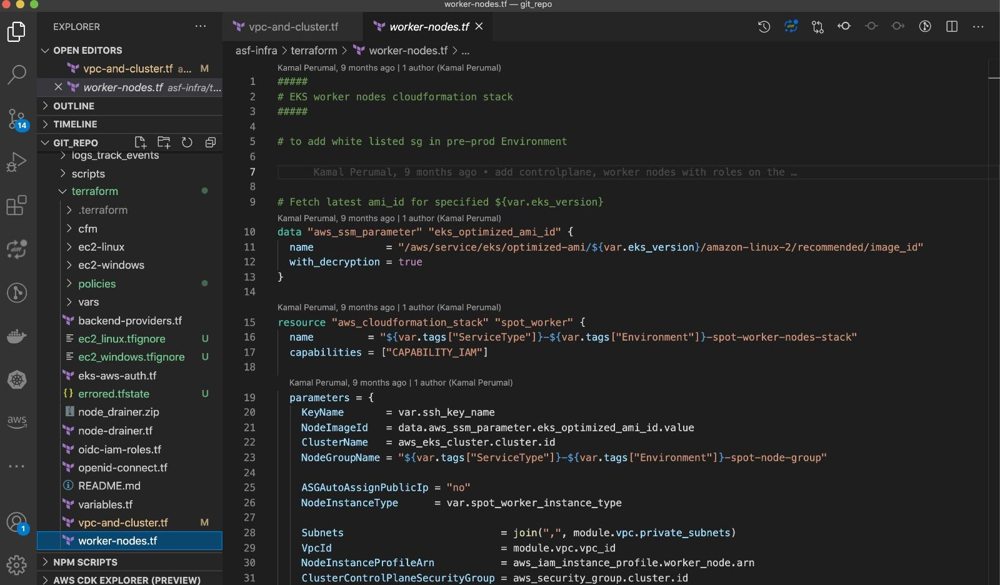 worker-nodes.tf — git_repo
EXPLORER
OPEN EDITORS
vpc-and-cluster.tf a... M
worker-nodes.tf asf-infra/t...
OUTLINE
TIMELINE
GIT_REPO
logs_track_events
scripts
terraform
.terraform
cfm
ec2-linux
ec2-windows
policies
vars
backend-providers.tf
ec2_linux.tfignore U
ec2_windows.tfignore U
eks-aws-auth.tf
errored.tfstate U
node_drainer.zip
node-drainer.tf
oidc-iam-roles.tf
openid-connect.tf
README.md
variables.tf
vpc-and-cluster.tf M
worker-nodes.tf
NPM SCRIPTS
AWS CDK EXPLORER (PREVIEW)
14
diff
aws
1
vpc-and-cluster.tf
worker-nodes.tf
asf-infra > terraform > worker-nodes.tf > ...
Kamal Perumal, 9 months ago | 1 author (Kamal Perumal)
1 #####
2 # EKS worker nodes cloudformation stack
3 #####
4
5 # to add white listed sg in pre-prod Environment
6
7 Kamal Perumal, 9 months ago • add controlplane, worker nodes with roles on the …
8
9 # Fetch latest ami_id for specified ${var.eks_version}
Kamal Perumal, 9 months ago | 1 author (Kamal Perumal)
10 data "aws_ssm_parameter" "eks_optimized_ami_id" {
11 name = "/aws/service/eks/optimized-ami/${var.eks_version}/amazon-linux-2/recommended/image_id"
12 with_decryption = true
13 }
14
Kamal Perumal, 9 months ago | 1 author (Kamal Perumal)
15 resource "aws_cloudformation_stack" "spot_worker" {
16 name = "${var.tags["ServiceType"]}-${var.tags["Environment"]}-spot-worker-nodes-stack"
17 capabilities = ["CAPABILITY_IAM"]
18
Kamal Perumal, 9 months ago | 1 author (Kamal Perumal)
19 parameters = {
20 KeyName = var.ssh_key_name
21 NodeImageId = data.aws_ssm_parameter.eks_optimized_ami_id.value
22 ClusterName = aws_eks_cluster.cluster.id
23 NodeGroupName = "${var.tags["ServiceType"]}-${var.tags["Environment"]}-spot-node-group"
24
25 ASGAutoAssignPublicIp = "no"
26 NodeInstanceType = var.spot_worker_instance_type
27
28 Subnets = join(",", module.vpc.private_subnets)
29 VpcId = module.vpc.vpc_id
30 NodeInstanceProfileArn = aws_iam_instance_profile.worker_node.arn
31 ClusterControlPlaneSecurityGroup = aws_security_group.cluster.id